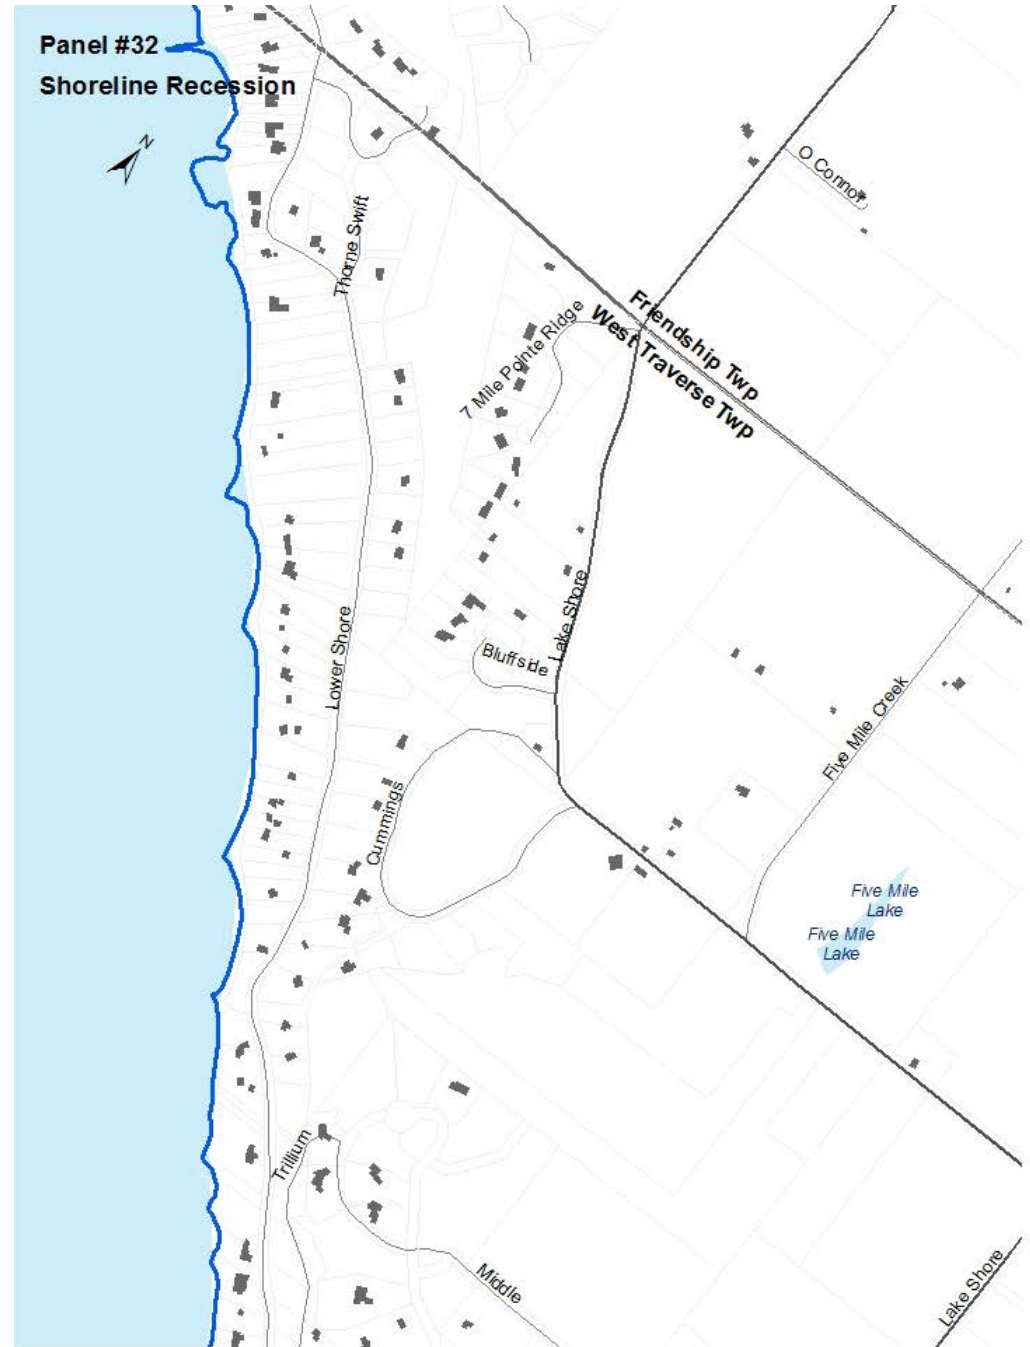 Panel #32
Shoreline Recession
N
O Connor
Thorne Swift
Friendship Twp
West Traverse Twp
7 Mile Pointe Ridge
Lake Shore
Bluffside
Lower Shore
Five Mile Creek
Cummings
Five Mile
Lake
Five Mile
Lake
Trillium
Middle
Lake Shore